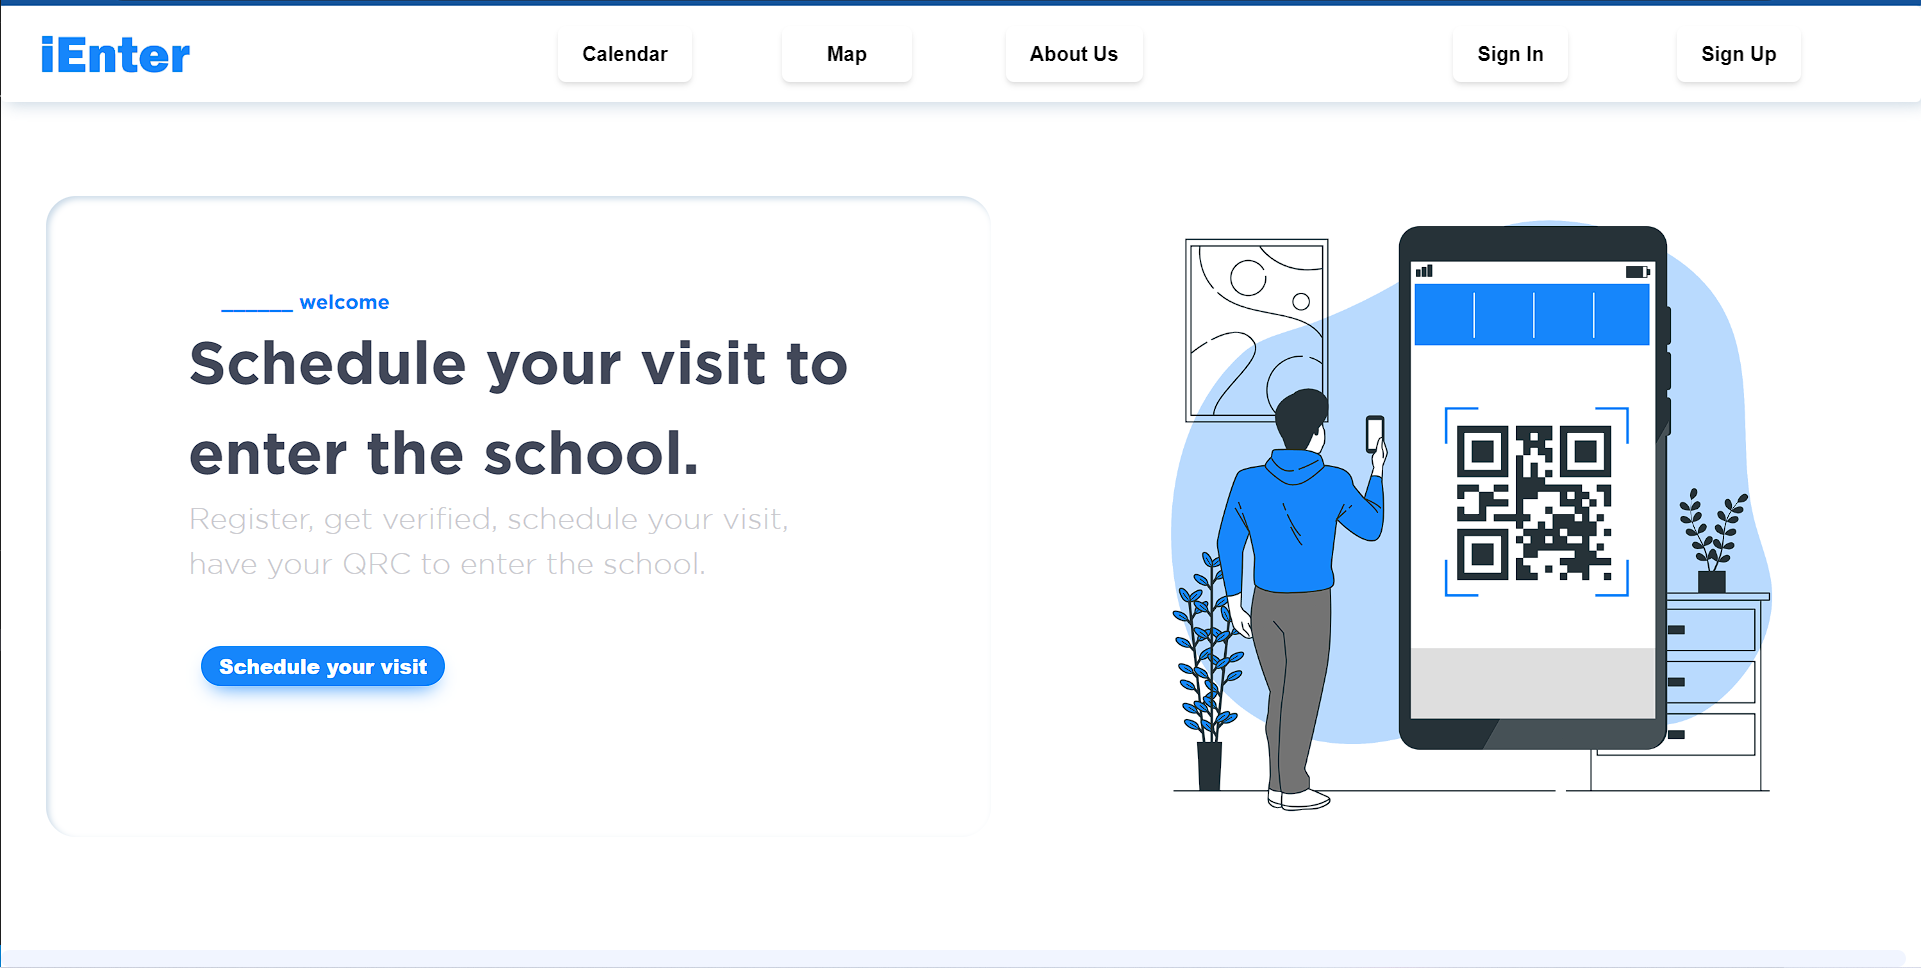 iEnter
Calendar
Map
About Us
Sign In
Sign Up
______ welcome
Schedule your visit to
enter the school.
Register, get verified, schedule your visit,
have your QRC to enter the school.
Schedule your visit